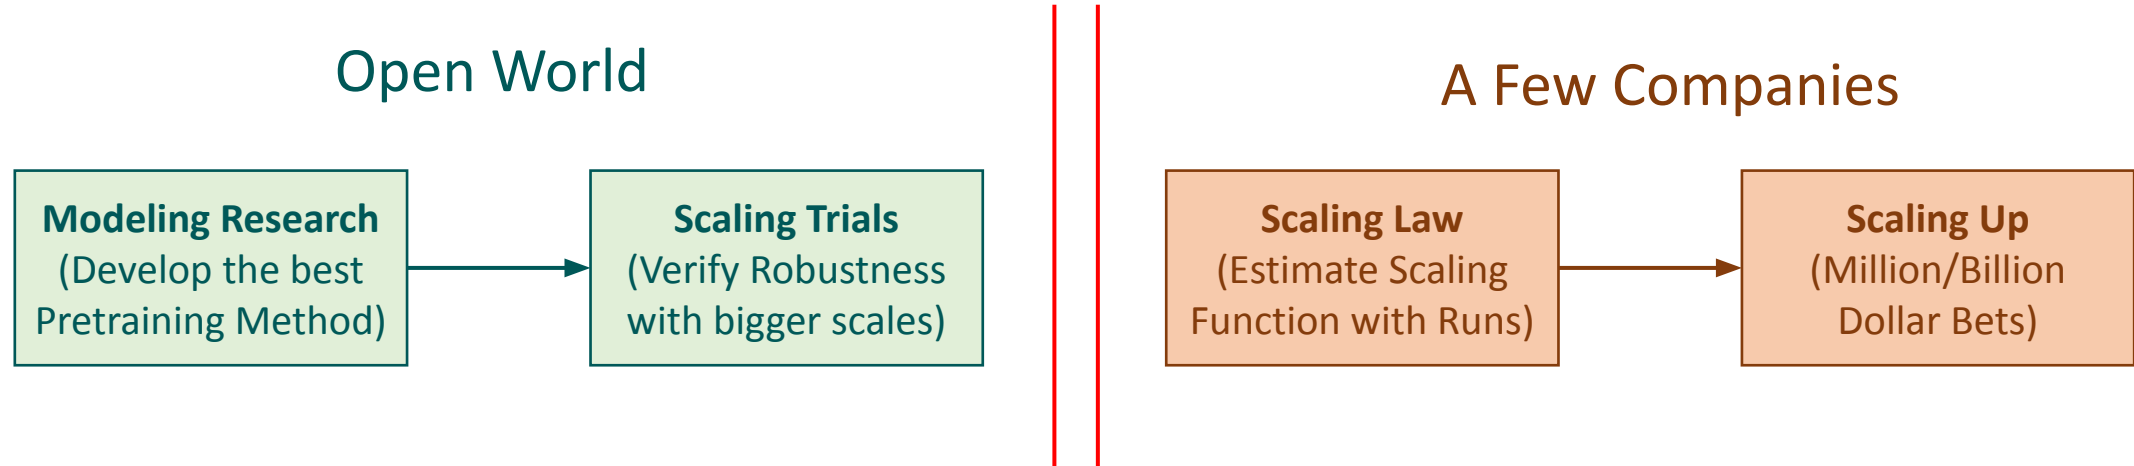 Open World
A Few Companies
Modeling Research
(Develop the best
Pretraining Method)
Scaling Trials
(Verify Robustness
with bigger scales)
Scaling Law
(Estimate Scaling
Function with Runs)
Scaling Up
(Million/Billion
Dollar Bets)